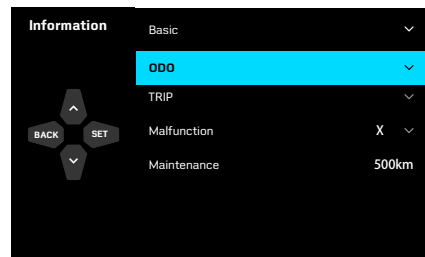 Information
Basic
ODO
TRIP
BACK SET
Malfunction X
Maintenance 500km